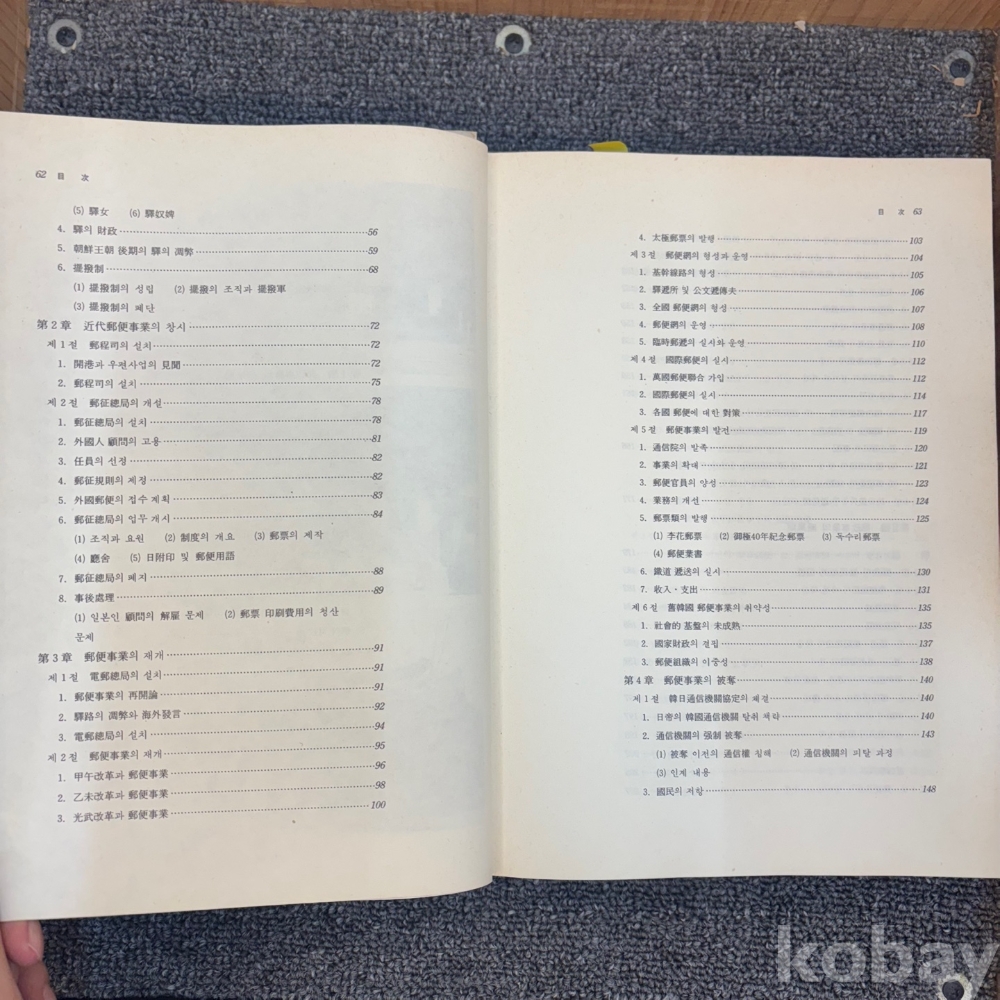 62 目 次
(5) 驛女 (6) 驛奴婢
4. 驛의 財政 56
5. 朝鮮王朝 後期의 驛의 凋弊 59
6. 擺撥制 68
(1) 擺撥制의 성립 (2) 擺撥의 조직과 擺撥軍
(3) 擺撥制의 폐단
第2章 近代郵便事業의 창시 72
제1절 郵程司의 설치 72
1. 開港과 우편사업의 見聞 72
2. 郵程司의 설치 75
제2절 郵征總局의 개설 78
1. 郵征總局의 설치 78
2. 外國人 顧問의 고용 81
3. 任員의 선정 82
4. 郵征規則의 제정 82
5. 外國郵便의 접수 계획 83
6. 郵征總局의 업무 개시 84
(1) 조직과 요원 (2) 制度의 개요 (3) 郵票의 제작
(4) 廳舍 (5) 日附印 및 郵便用語
7. 郵征總局의 폐지 88
8. 事後處理 89
(1) 일본인 顧問의 解雇 문제 (2) 郵票 印刷費用의 청산
문제
第3章 郵便事業의 재개 91
제1절 電郵總局의 설치 91
1. 郵便事業의 再開論 91
2. 驛路의 凋弊와 海外發言 92
3. 電郵總局의 설치 94
제2절 郵便事業의 재개 95
1. 甲午改革과 郵便事業 96
2. 乙未改革과 郵便事業 98
3. 光武改革과 郵便事業 100
目 次 63
4. 太極郵票의 발행 103
제3절 郵便網의 형성과 운영 104
1. 基幹線路의 형성 105
2. 驛遞所 및 公文遞傳夫 106
3. 全國 郵便網의 형성 107
4. 郵便網의 운영 108
5. 臨時郵遞의 실시와 운영 110
제4절 國際郵便의 실시 112
1. 萬國郵便聯合 가입 112
2. 國際郵便의 실시 114
3. 各國 郵便에 대한 對策 117
제5절 郵便事業의 발전 119
1. 通信院의 발족 120
2. 事業의 확대 121
3. 郵便官員의 양성 123
4. 業務의 개선 124
5. 郵票類의 발행 125
(1) 李花郵票 (2) 御極40年紀念郵票 (3) 독수리郵票
(4) 郵便葉書
6. 鐵道 遞送의 실시 130
7. 收入·支出 131
제6절 舊韓國 郵便事業의 취약성 135
1. 社會的 基盤의 未成熟 135
2. 國家財政의 결핍 137
3. 郵便組織의 이중성 138
第4章 郵便事業의 被奪 140
제1절 韓日通信機關協定의 체결 140
1. 日帝의 韓國通信機關 탈취 책략 140
2. 通信機關의 强制 被奪 143
(1) 被奪 이전의 通信權 침해 (2) 通信機關의 피탈 과정
(3) 인계 내용
3. 國民의 저항 148
kobay